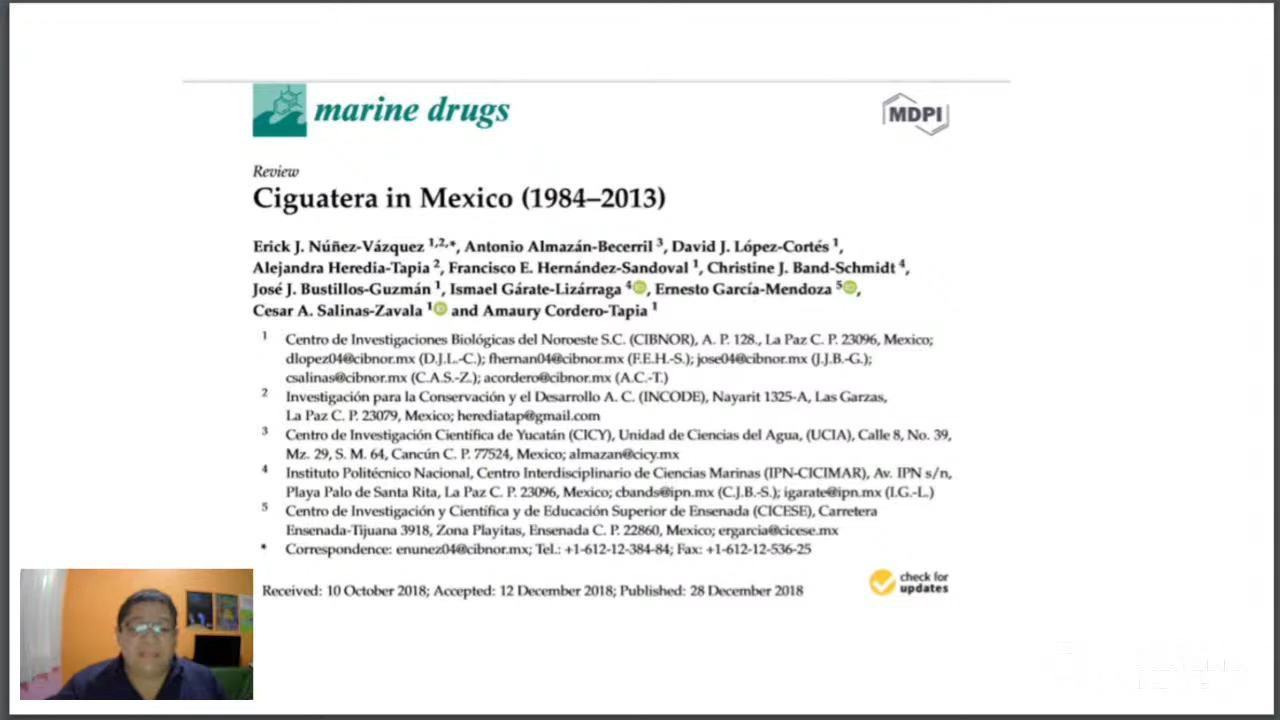 marine drugs
MDPI
Review
Ciguatera in Mexico (1984–2013)
Erick J. Núñez-Vázquez 1,2,*, Antonio Almazán-Becerril 3, David J. López-Cortés 1,
Alejandra Heredia-Tapia 2, Francisco E. Hernández-Sandoval 1, Christine J. Band-Schmidt 4,
José J. Bustillos-Guzmán 1, Ismael Gárate-Lizárraga 4, Ernesto García-Mendoza 5,
Cesar A. Salinas-Zavala 1 and Amaury Cordero-Tapia 1
1 Centro de Investigaciones Biológicas del Noroeste S.C. (CIBNOR), A. P. 128., La Paz C. P. 23096, Mexico;
dlopez04@cibnor.mx (D.J.L.-C.); fhernan04@cibnor.mx (F.E.H.-S.); jose04@cibnor.mx (J.J.B.-G.);
csalinas@cibnor.mx (C.A.S.-Z.); acordero@cibnor.mx (A.C.-T.)
2 Investigación para la Conservación y el Desarrollo A. C. (INCODE), Nayarit 1325-A, Las Garzas,
La Paz C. P. 23079, Mexico; herediatap@gmail.com
3 Centro de Investigación Científica de Yucatán (CICY), Unidad de Ciencias del Agua, (UCIA), Calle 8, No. 39,
Mz. 29, S. M. 64, Cancún C. P. 77524, Mexico; almazan@cicy.mx
4 Instituto Politécnico Nacional, Centro Interdisciplinario de Ciencias Marinas (IPN-CICIMAR), Av. IPN s/n,
Playa Palo de Santa Rita, La Paz C. P. 23096, Mexico; cbands@ipn.mx (C.J.B.-S.); igarate@ipn.mx (I.G.-L.)
5 Centro de Investigación y Científica y de Educación Superior de Ensenada (CICESE), Carretera
Ensenada-Tijuana 3918, Zona Playitas, Ensenada C. P. 22860, Mexico; ergarcia@cicese.mx
* Correspondence: enunez04@cibnor.mx; Tel.: +1-612-12-384-84; Fax: +1-612-12-536-25
Received: 10 October 2018; Accepted: 12 December 2018; Published: 28 December 2018
check for
updates